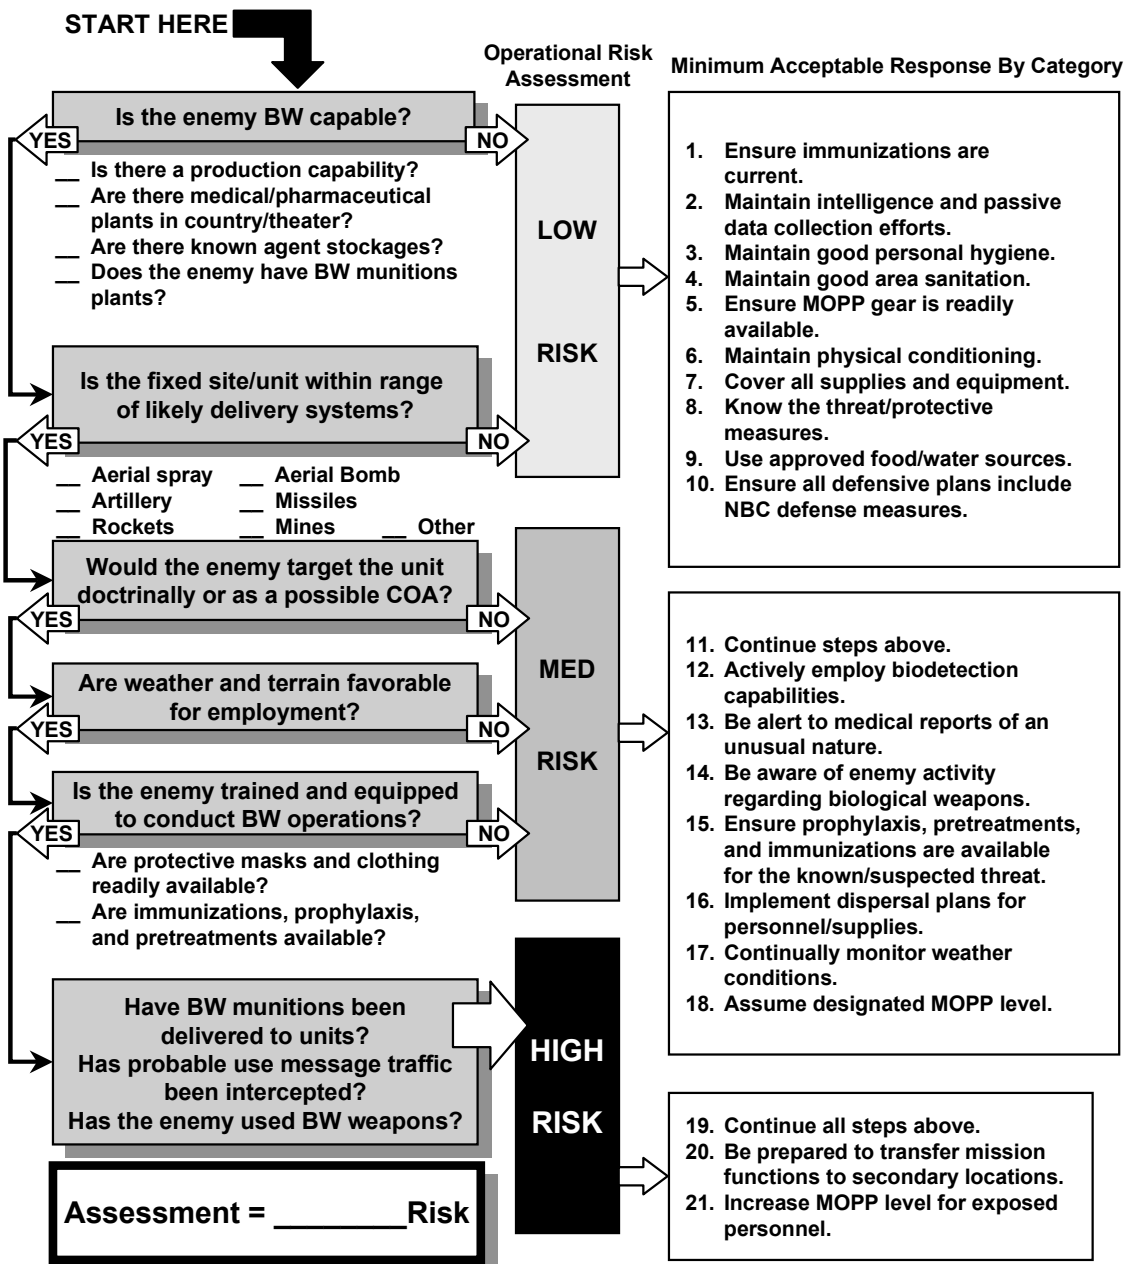 START HERE
Operational Risk
Assessment
Minimum Acceptable Response By Category
Is the enemy BW capable?
YES
NO
__ Is there a production capability?
__ Are there medical/pharmaceutical
plants in country/theater?
__ Are there known agent stockages?
__ Does the enemy have BW munitions
plants?
Is the fixed site/unit within range
of likely delivery systems?
YES
NO
__ Aerial spray __ Aerial Bomb
__ Artillery __ Missiles
__ Rockets __ Mines __ Other
Would the enemy target the unit
doctrinally or as a possible COA?
YES
NO
Are weather and terrain favorable
for employment?
YES
NO
Is the enemy trained and equipped
to conduct BW operations?
YES
NO
__ Are protective masks and clothing
readily available?
__ Are immunizations, prophylaxis,
and pretreatments available?
Have BW munitions been
delivered to units?
Has probable use message traffic
been intercepted?
Has the enemy used BW weapons?
Assessment = ________Risk
LOW
RISK
MED
RISK
HIGH
RISK
1. Ensure immunizations are
current.
2. Maintain intelligence and passive
data collection efforts.
3. Maintain good personal hygiene.
4. Maintain good area sanitation.
5. Ensure MOPP gear is readily
available.
6. Maintain physical conditioning.
7. Cover all supplies and equipment.
8. Know the threat/protective
measures.
9. Use approved food/water sources.
10. Ensure all defensive plans include
NBC defense measures.
11. Continue steps above.
12. Actively employ biodetection
capabilities.
13. Be alert to medical reports of an
unusual nature.
14. Be aware of enemy activity
regarding biological weapons.
15. Ensure prophylaxis, pretreatments,
and immunizations are available
for the known/suspected threat.
16. Implement dispersal plans for
personnel/supplies.
17. Continually monitor weather
conditions.
18. Assume designated MOPP level.
19. Continue all steps above.
20. Be prepared to transfer mission
functions to secondary locations.
21. Increase MOPP level for exposed
personnel.